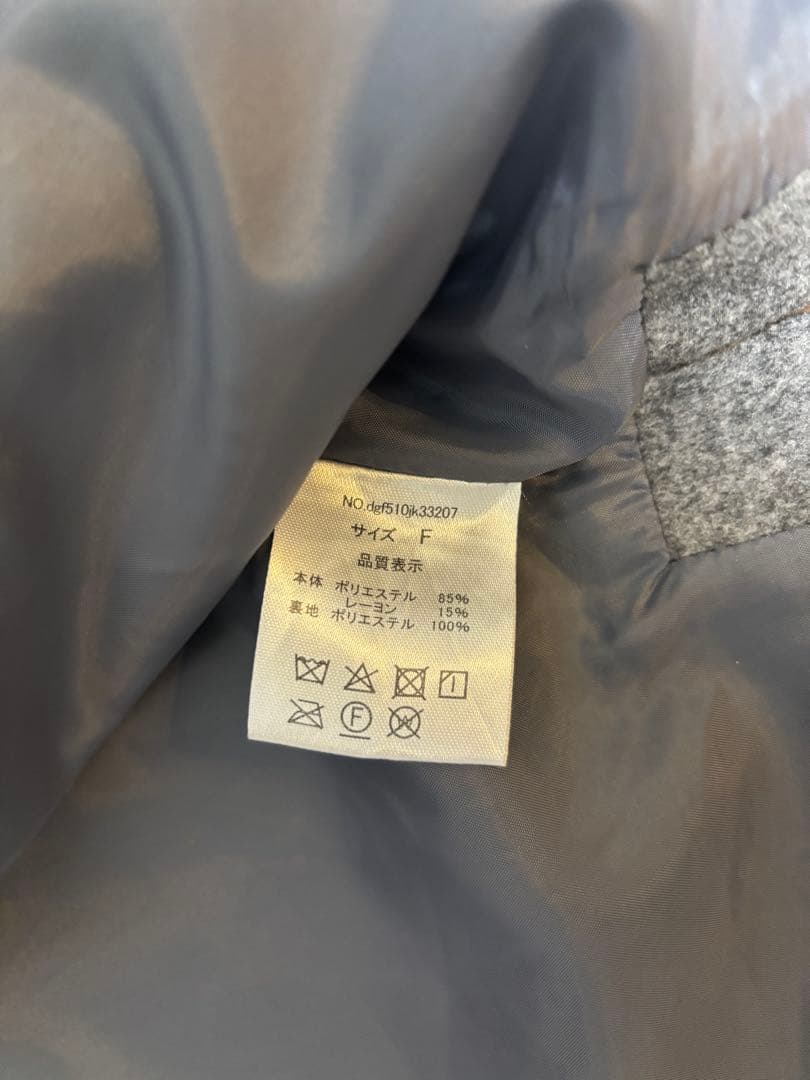 NO.dgf510jk33207
サイズ F
品質表示
本体 ポリエステル 85%
レーヨン 15%
裏地 ポリエステル 100%
F
W